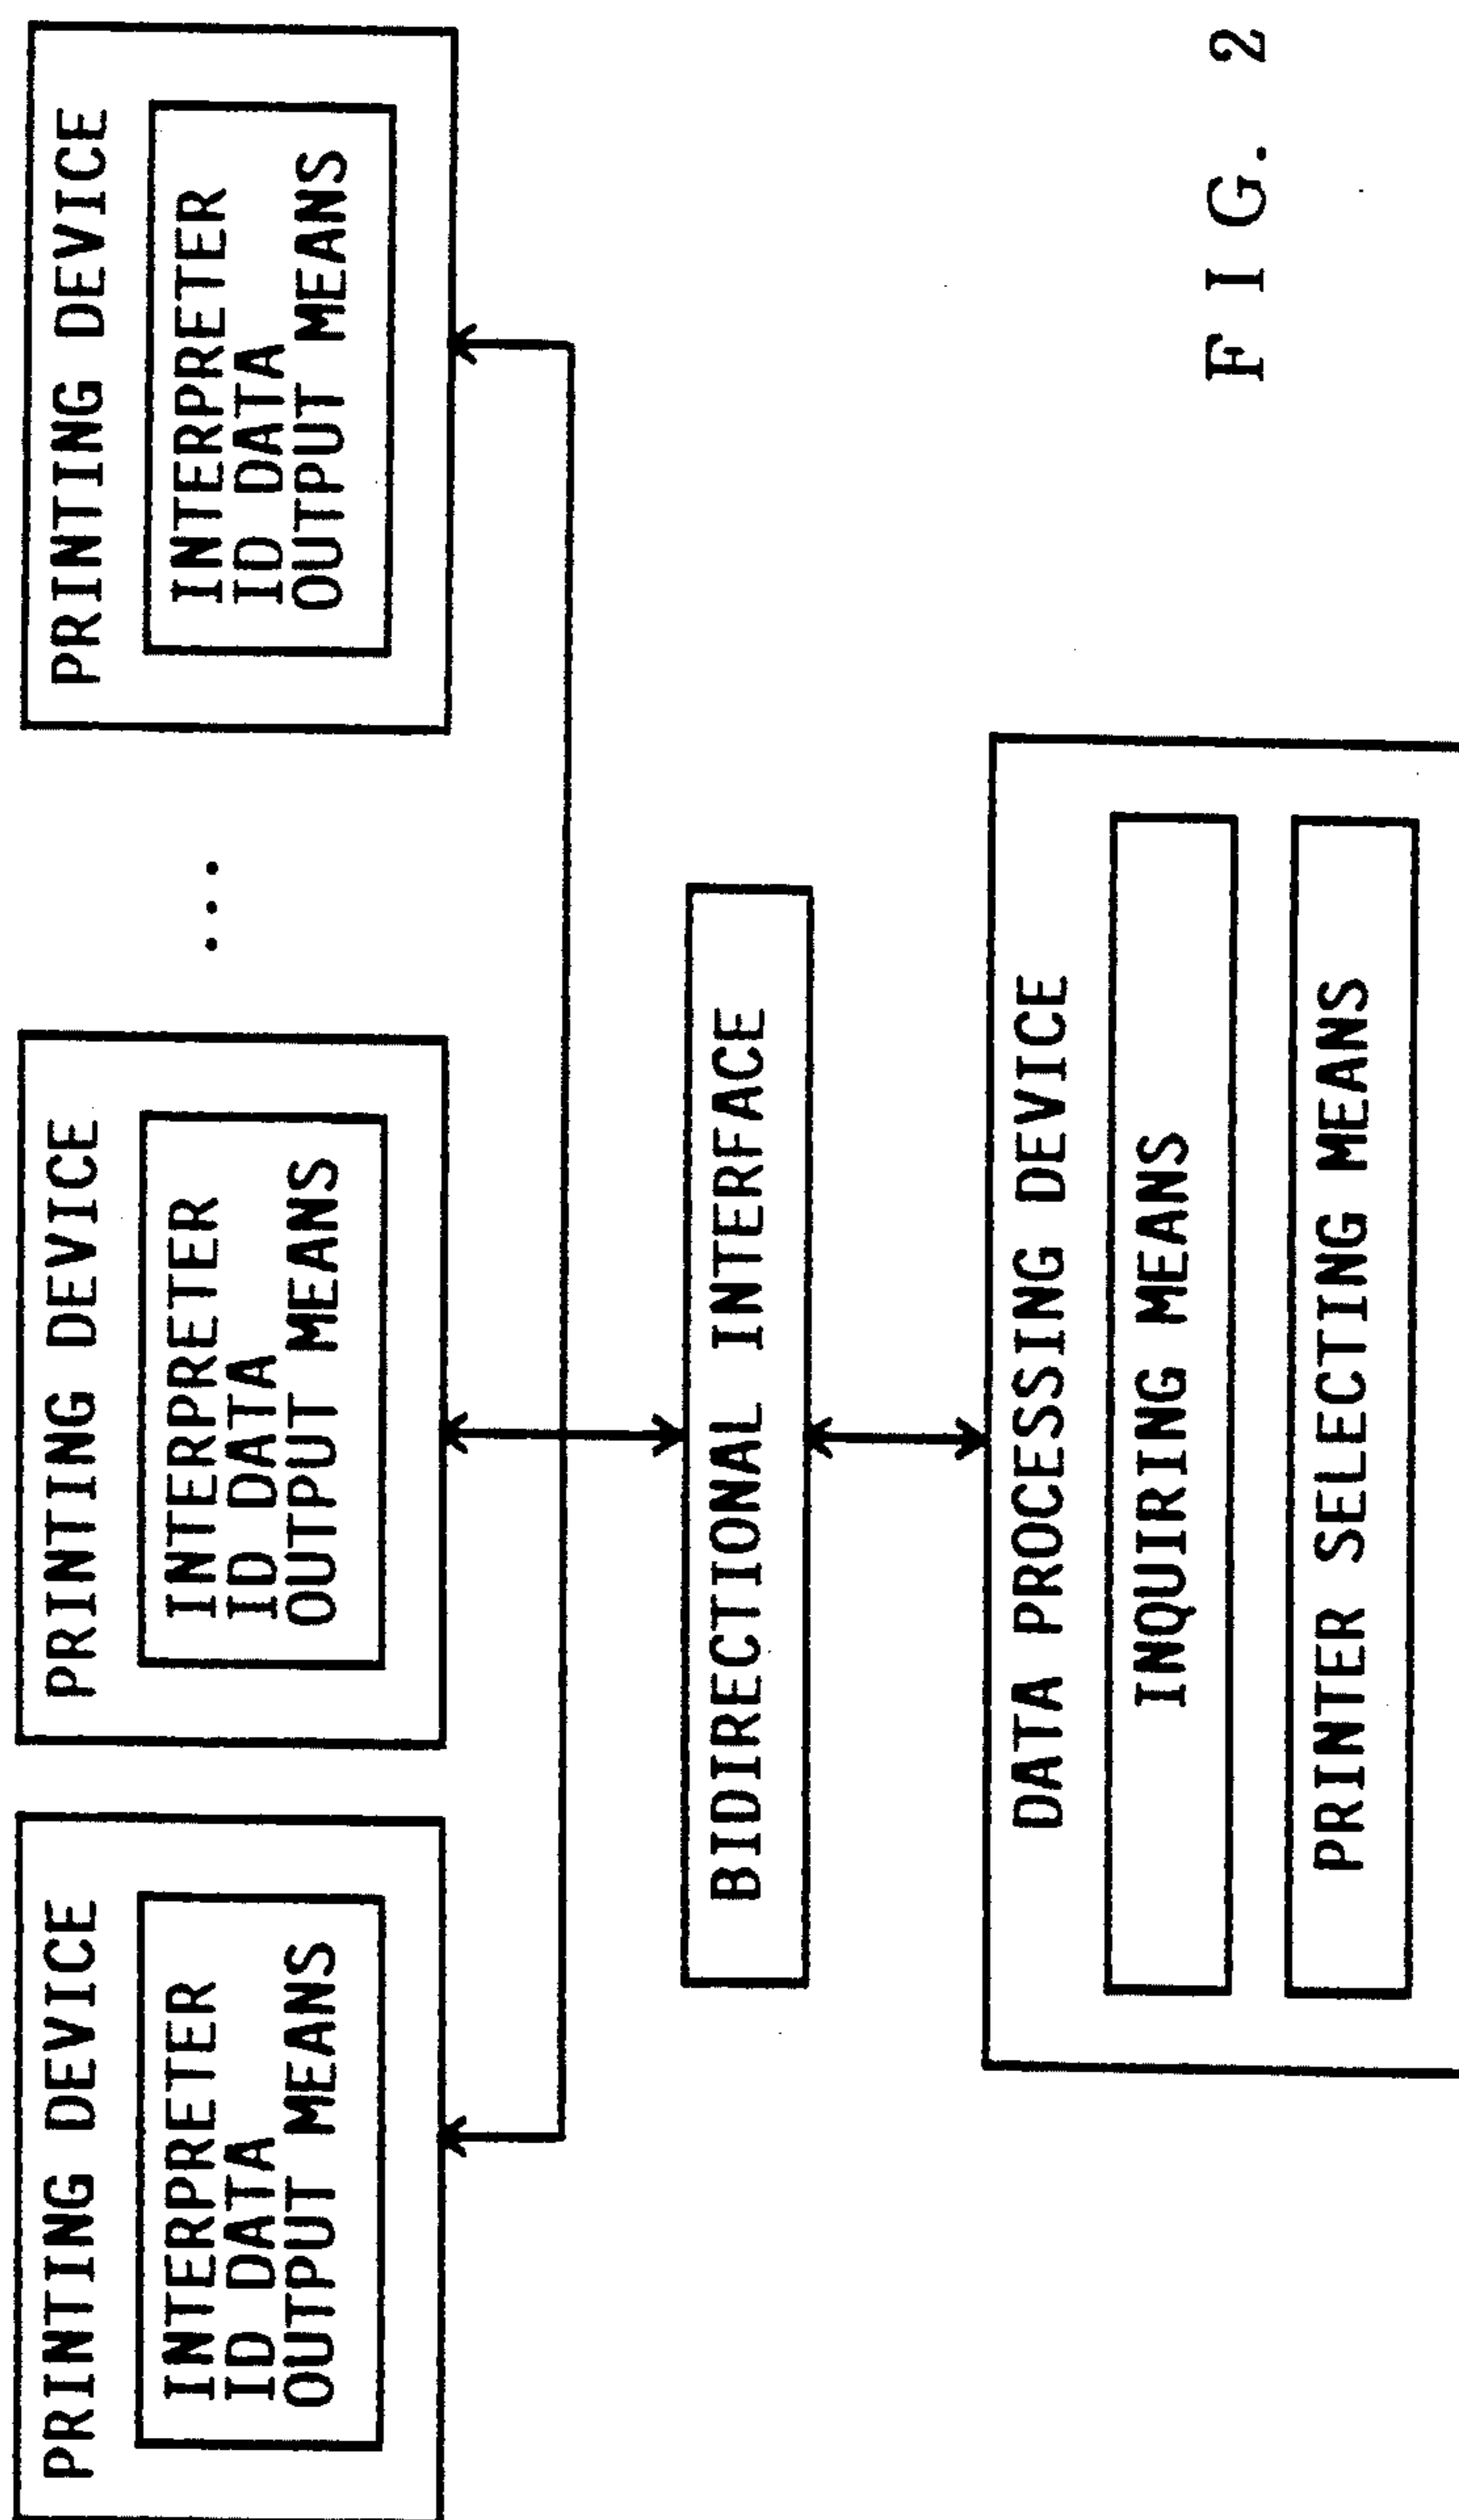 PRINTING DEVICE
INTERPRETER
ID DATA
OUTPUT MEANS
PRINTING DEVICE
INTERPRETER
ID DATA
OUTPUT MEANS
...
PRINTING DEVICE
INTERPRETER
ID DATA
OUTPUT MEANS
BIDIRECTIONAL INTERFACE
DATA PROCESSING DEVICE
INQUIRING MEANS
PRINTER SELECTING MEANS
FIG. 2